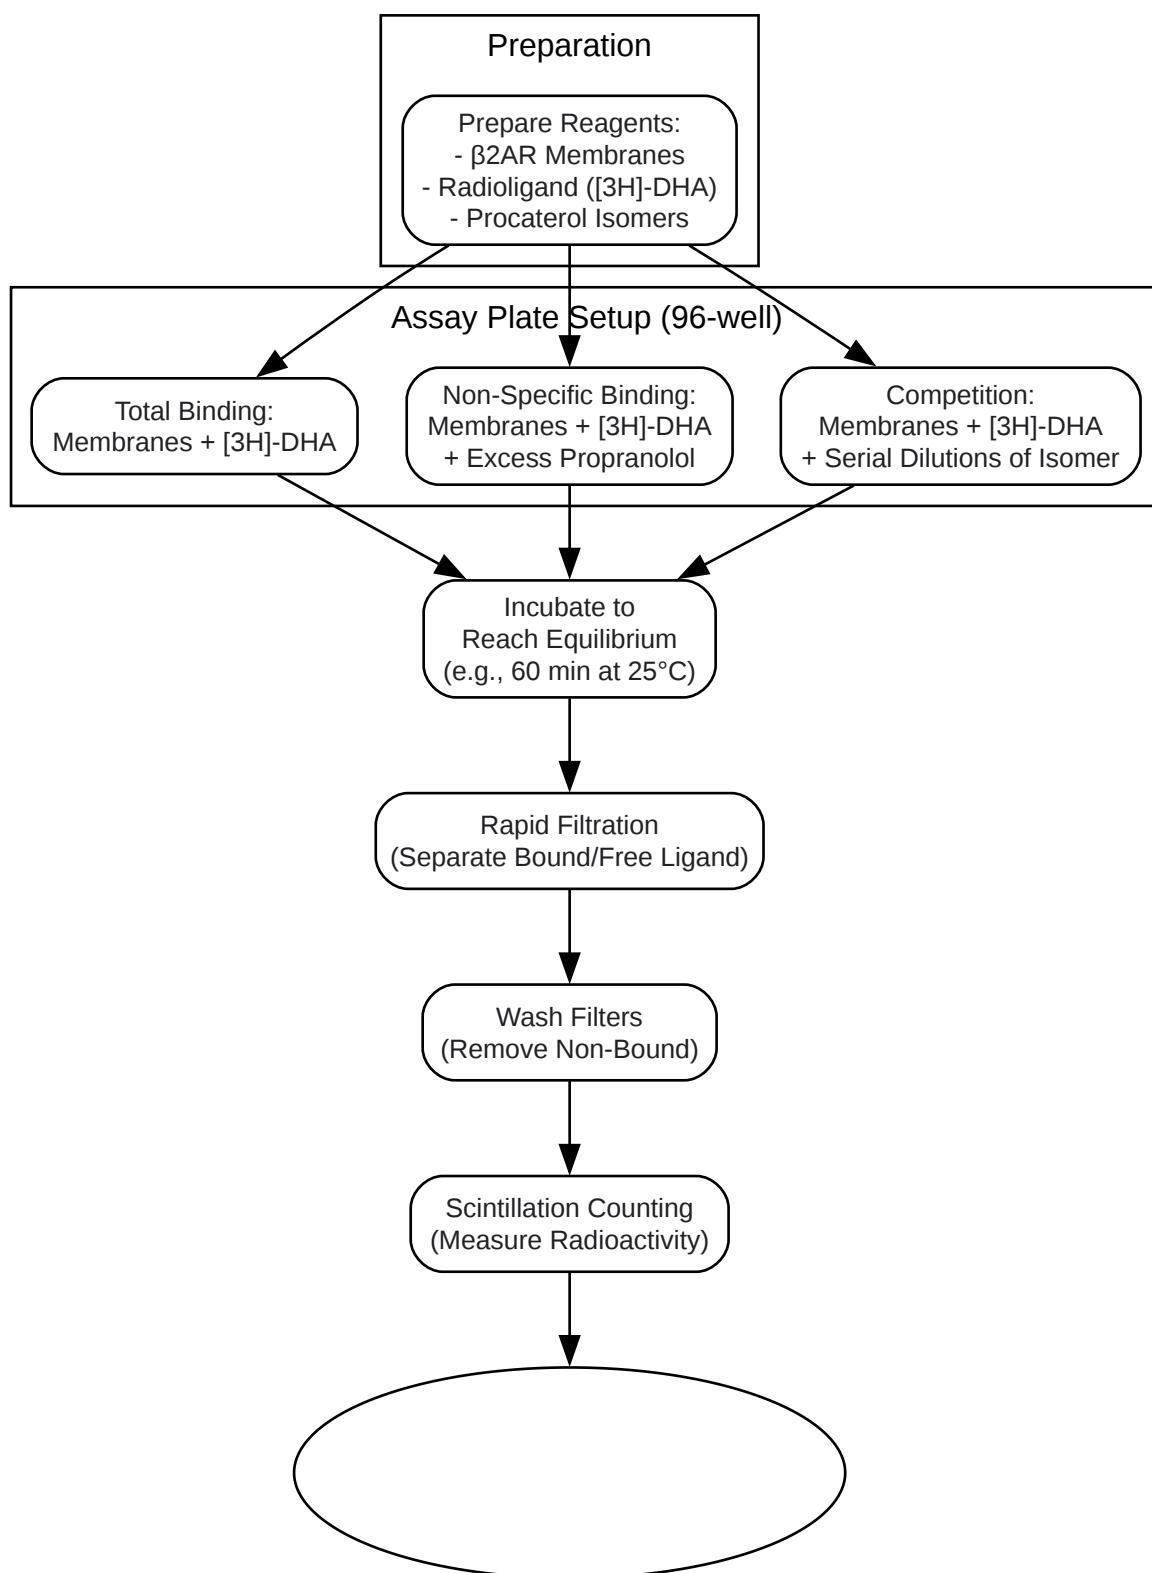 Preparation
Prepare Reagents:
- β2AR Membranes
- Radioligand ([3H]-DHA)
- Procaterol Isomers
Assay Plate Setup (96-well)
Total Binding:
Membranes + [3H]-DHA
Non-Specific Binding:
Membranes + [3H]-DHA
+ Excess Propranolol
Competition:
Membranes + [3H]-DHA
+ Serial Dilutions of Isomer
Incubate to
Reach Equilibrium
(e.g., 60 min at 25°C)
Rapid Filtration
(Separate Bound/Free Ligand)
Wash Filters
(Remove Non-Bound)
Scintillation Counting
(Measure Radioactivity)